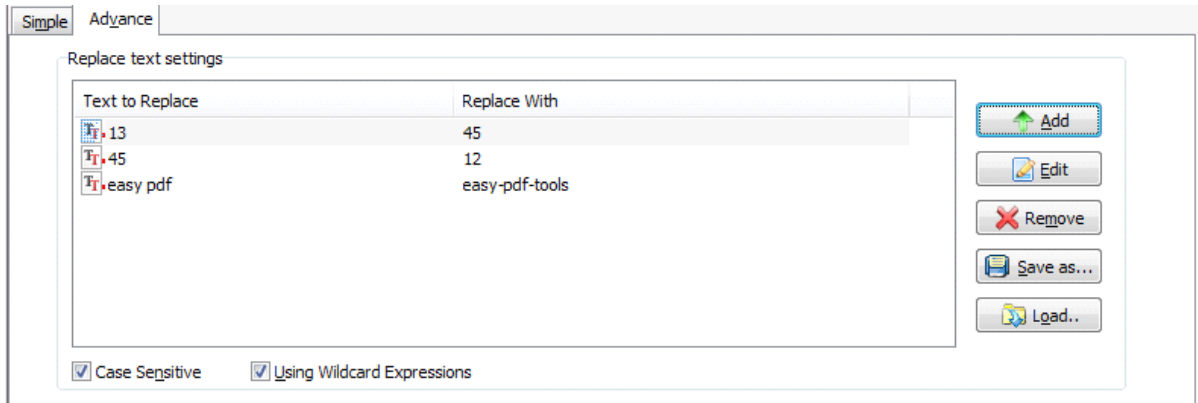 Simple Advance
Replace text settings
Text to Replace Replace With
13 45
45 12
easy pdf easy-pdf-tools
Add
Edit
Remove
Save as...
Load..
Case Sensitive Using Wildcard Expressions